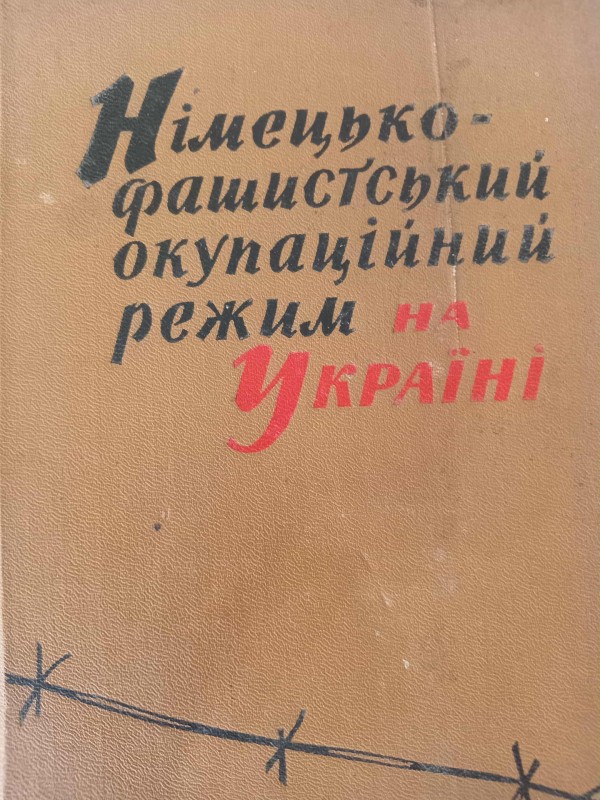 Німецько-
фашистський
окупаційний
режим на
Україні